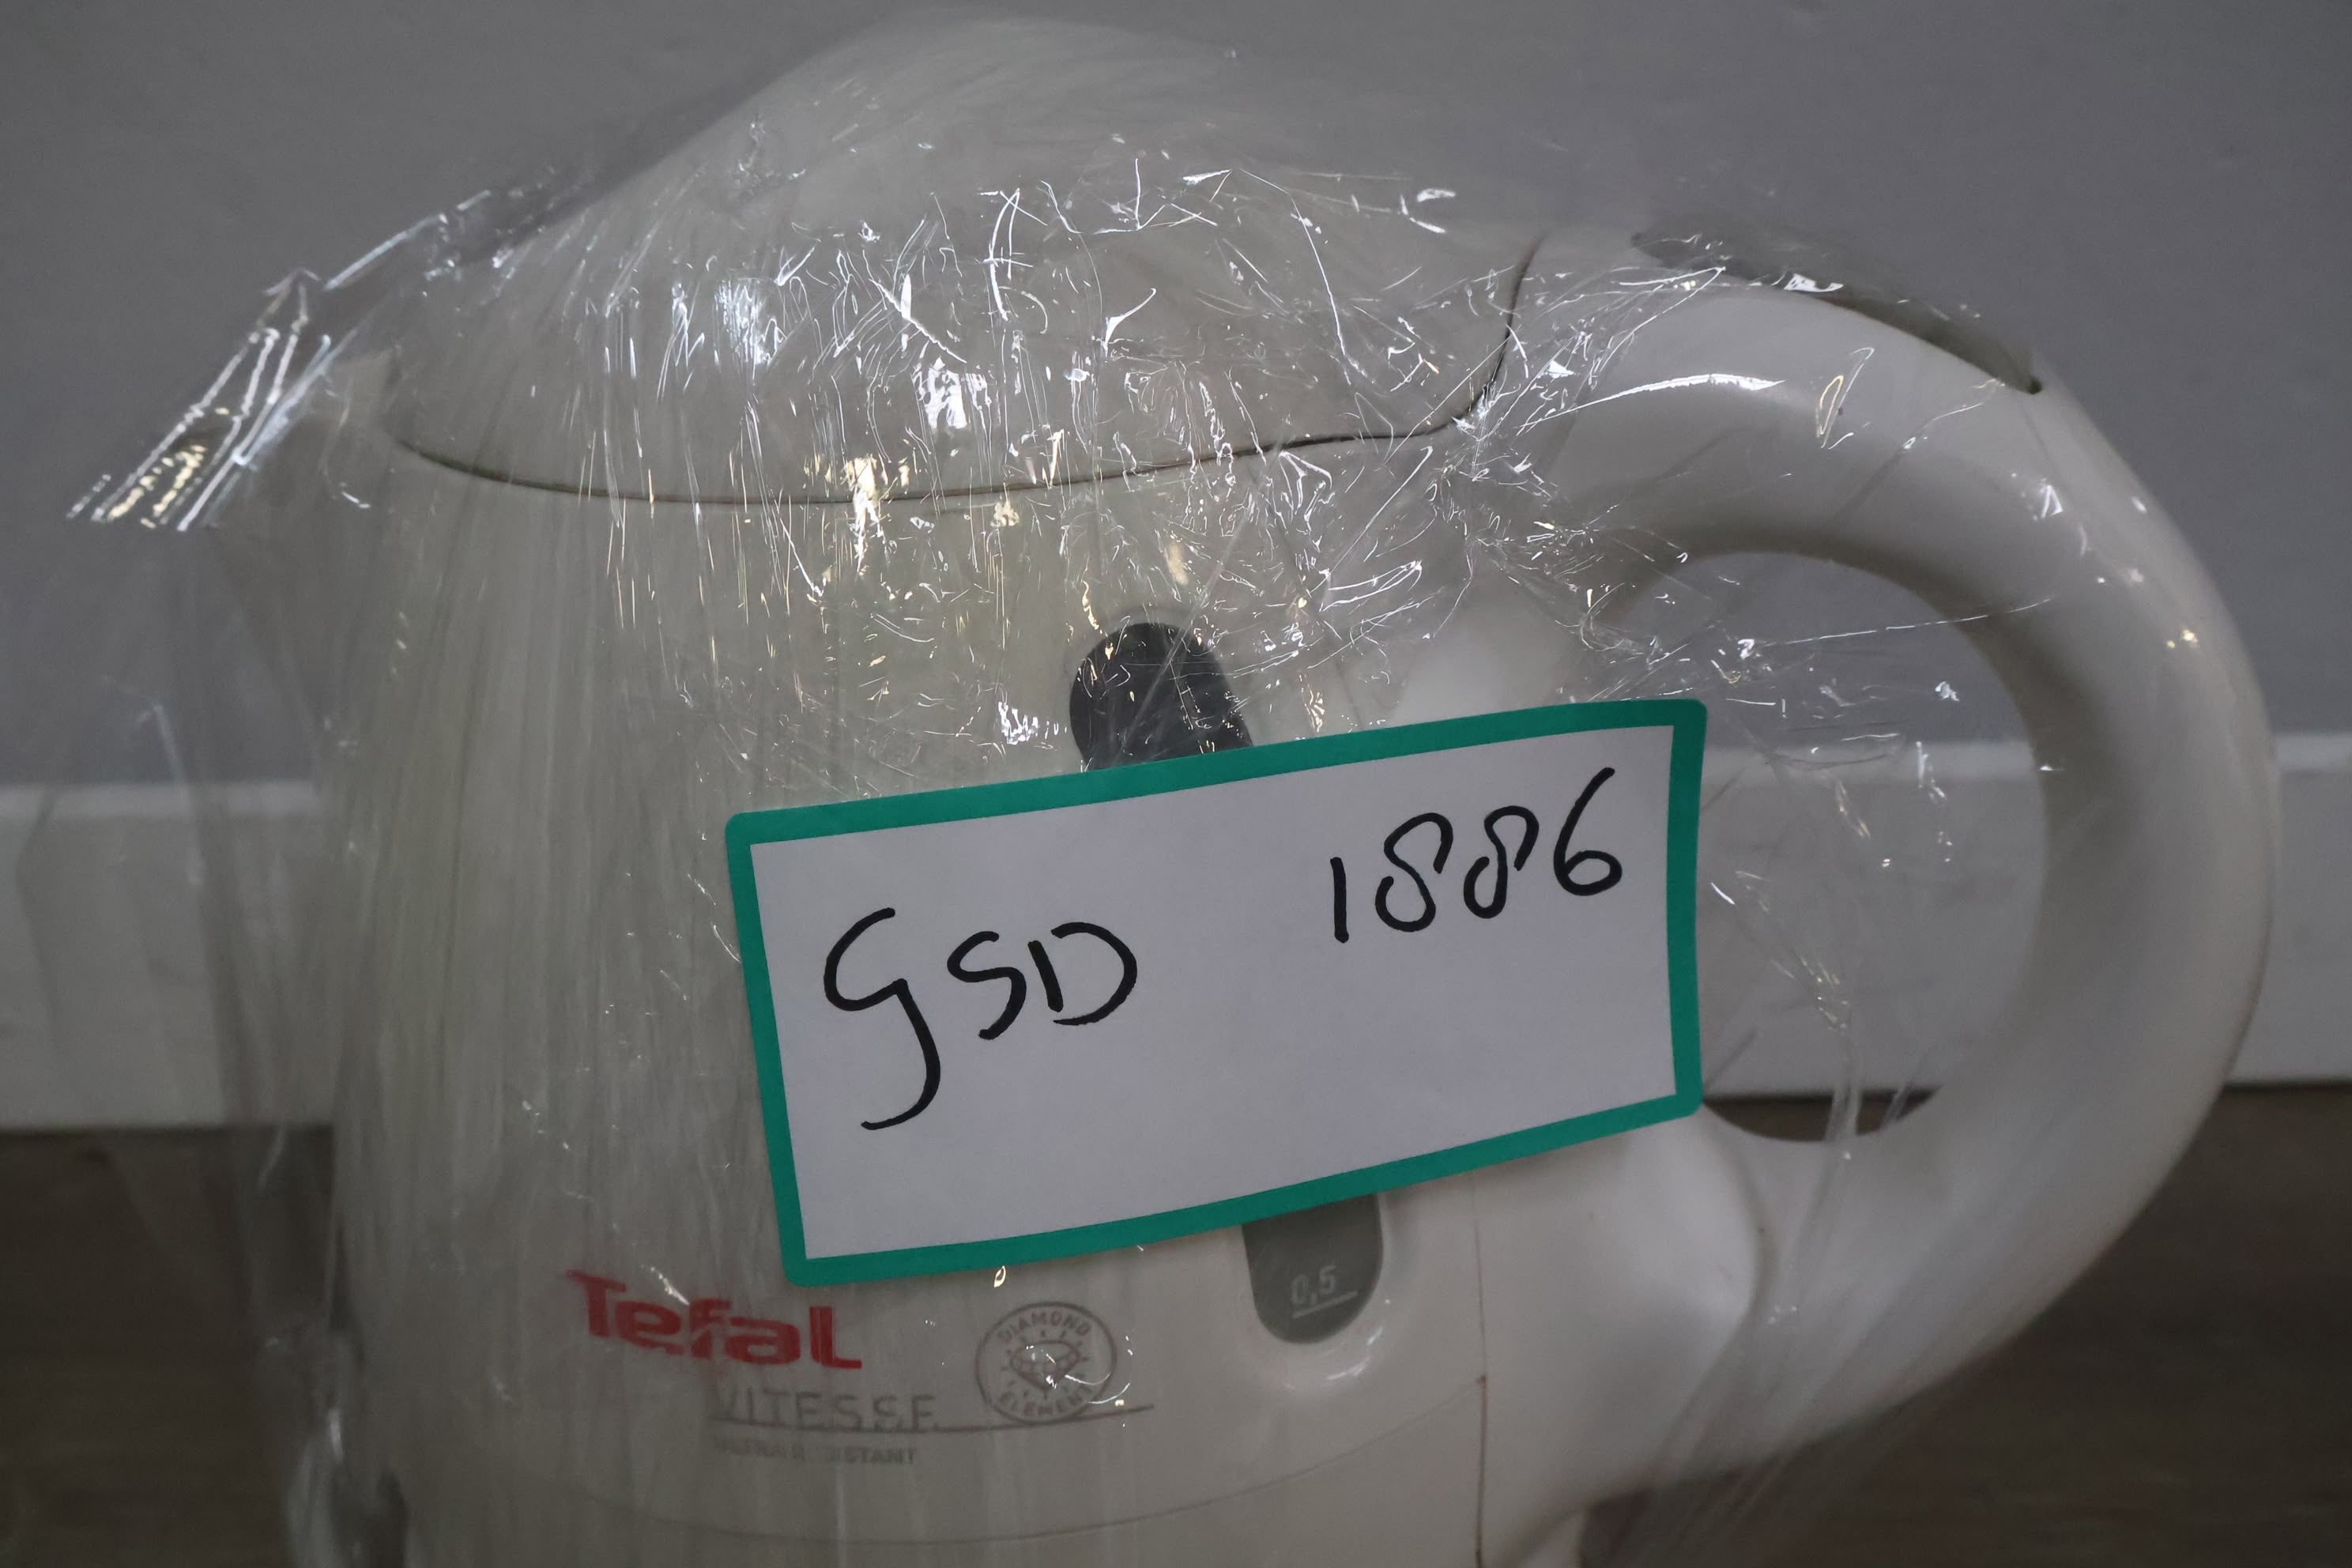 GSD 1886
0,5
Tefal
DIAMOND ELEMENT
VITESSE